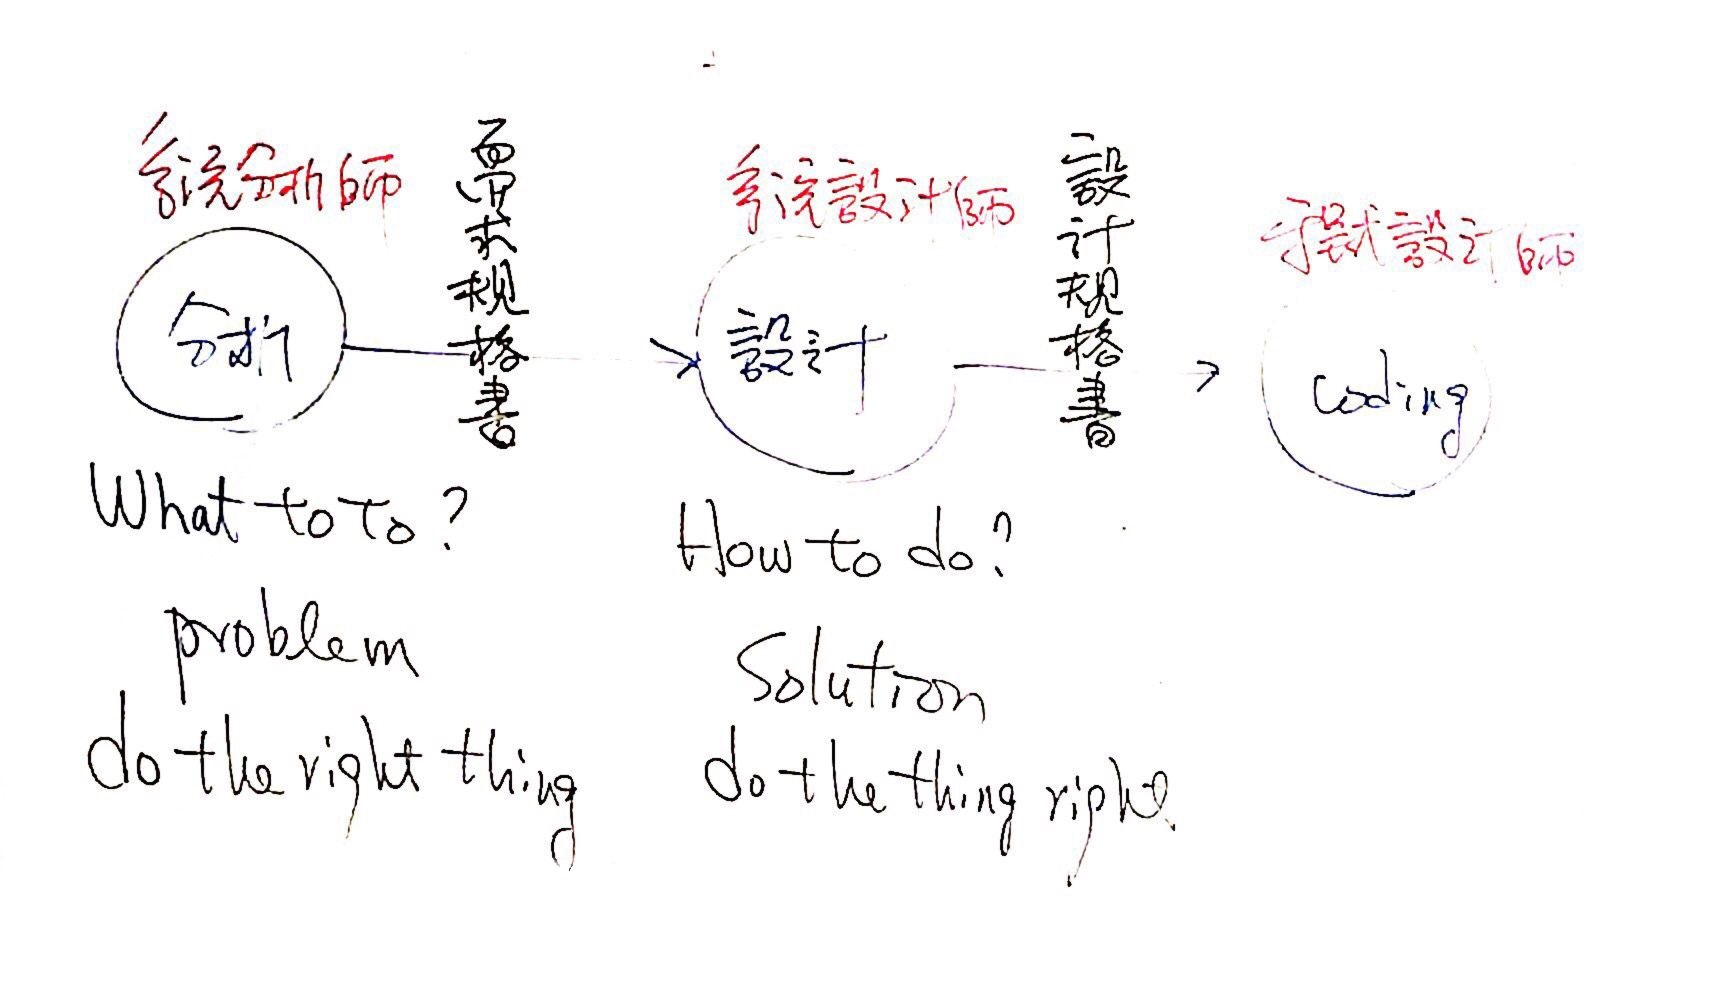 系統分析師
需求規格書
系統設計師
設計規格書
程式設計師
分析
設計
coding
What to To?
How to do?
problem
Solution
do the right thing
do the thing right